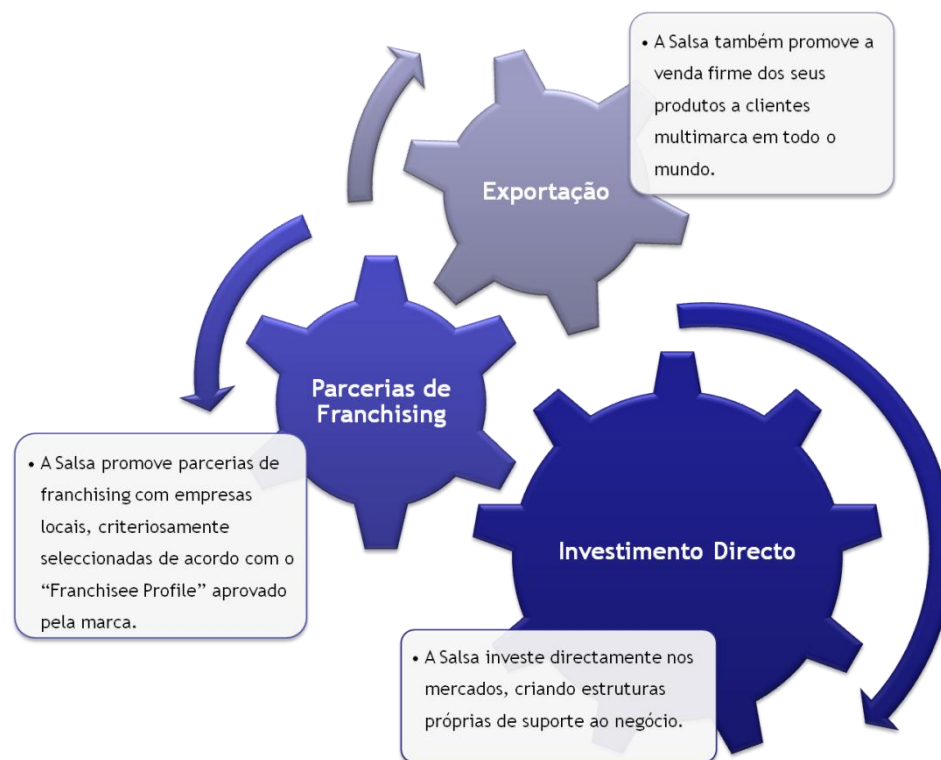 • A Salsa também promove a
venda firme dos seus
produtos a clientes
multimarca em todo o
mundo.
Exportação
Parcerias de
Franchising
• A Salsa promove parcerias de
franchising com empresas
locais, criteriosamente
seleccionadas de acordo com o
“Franchisee Profile” aprovado
pela marca.
Investimento Directo
• A Salsa investe directamente nos
mercados, criando estruturas
próprias de suporte ao negócio.